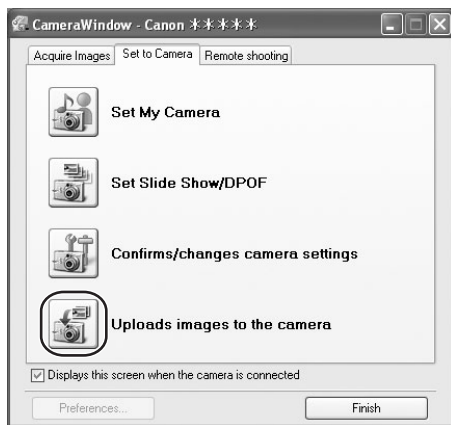 CameraWindow - Canon *****
Acquire Images Set to Camera Remote shooting
Set My Camera
Set Slide Show/DPOF
Confirms/changes camera settings
Uploads images to the camera
Displays this screen when the camera is connected
Preferences... Finish